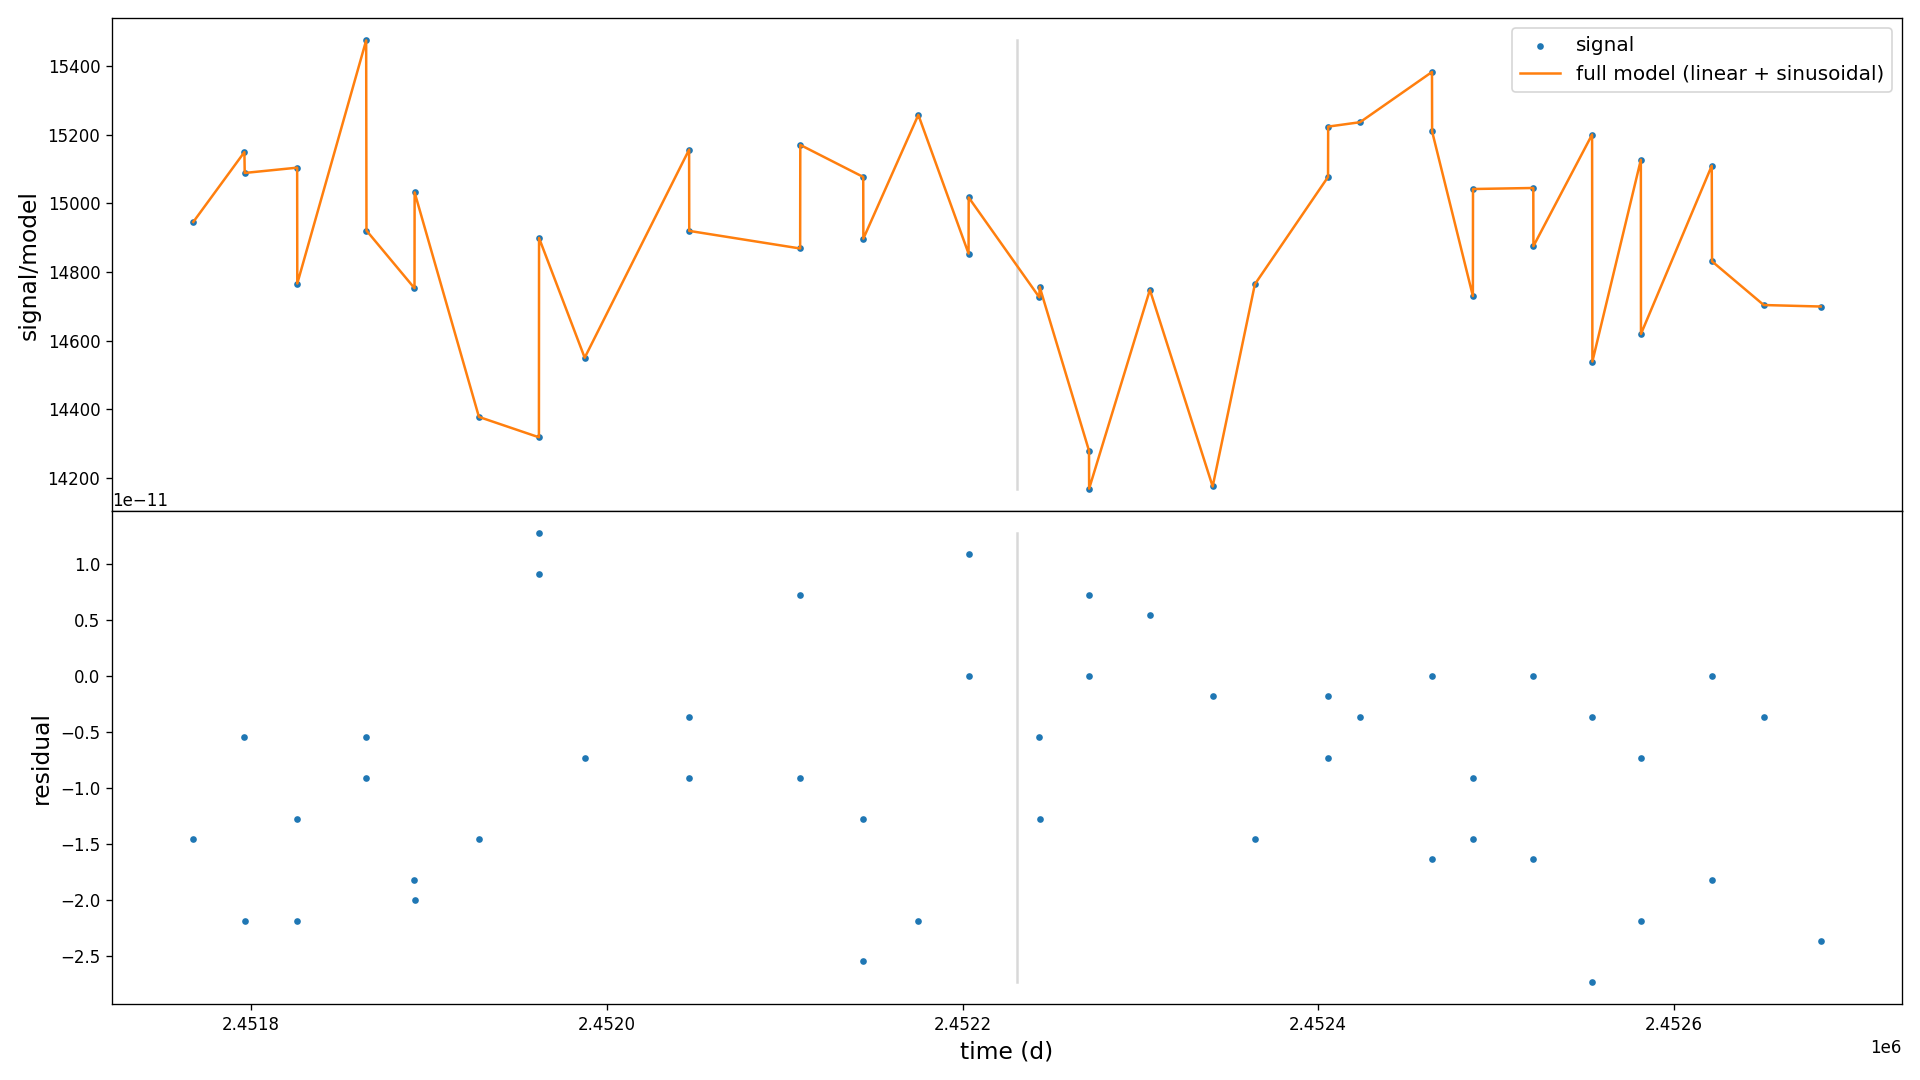 signal
full model (linear + sinusoidal)
15400
15200
15000
14800
14600
14400
14200
signal/model
1e−11
1.0
0.5
0.0
−0.5
−1.0
−1.5
−2.0
−2.5
residual
2.4518
2.4520
2.4522
2.4524
2.4526
1e6
time (d)